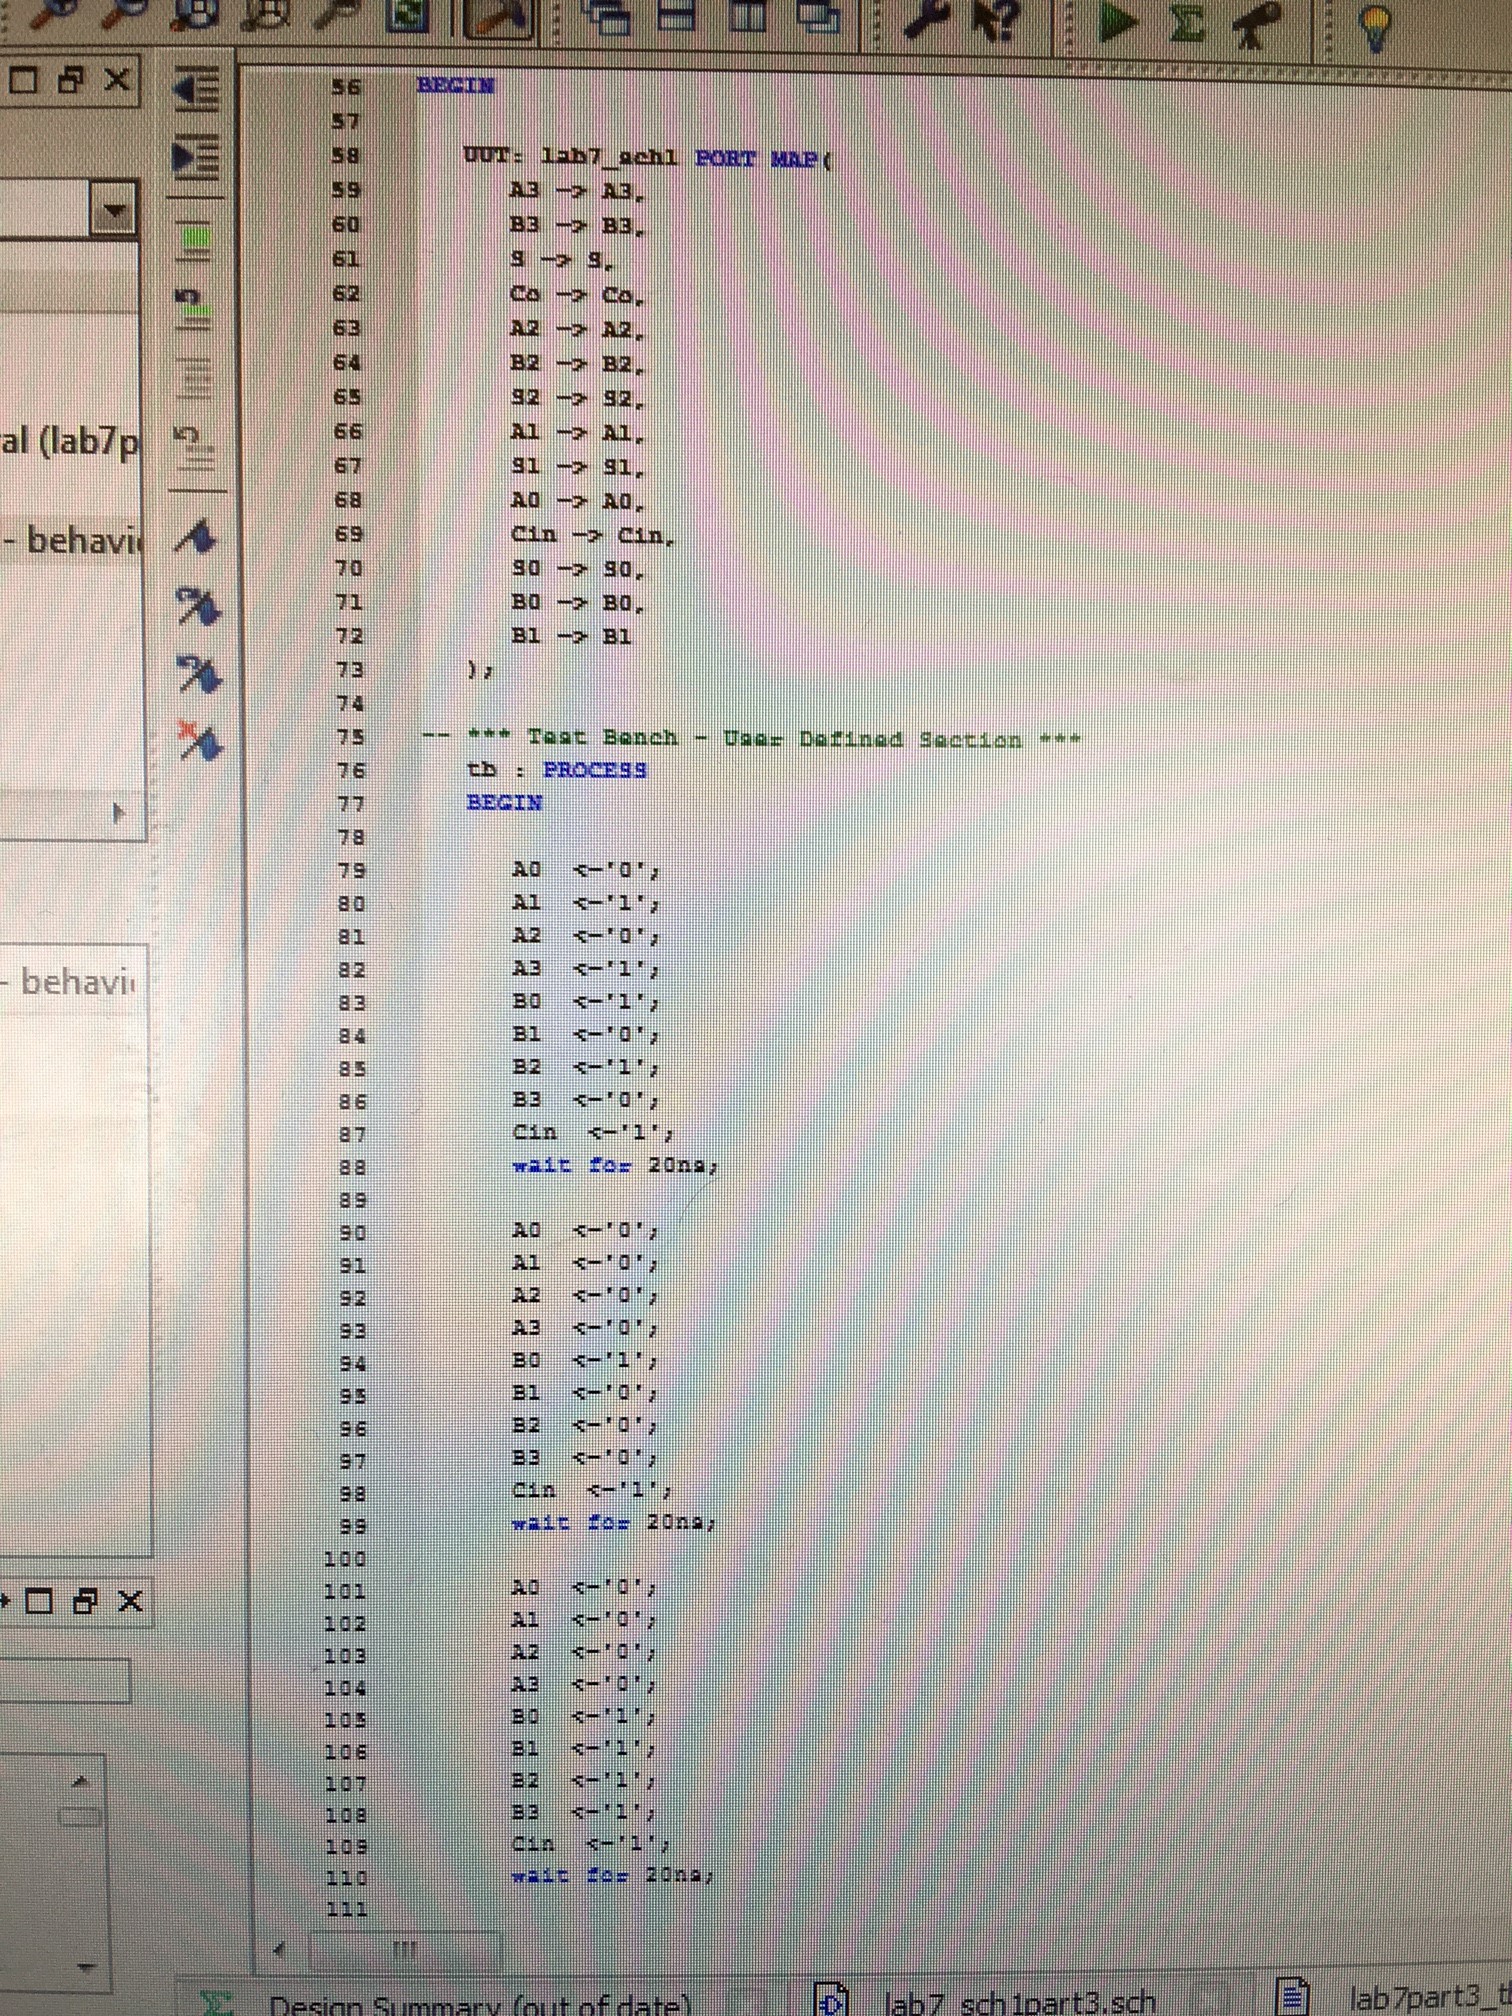 56 BEGIN
57
58 UUT: lab7_sch1 PORT MAP(
59 A3 => A3,
60 B3 => B3,
61 S => S,
62 Co => Co,
63 A2 => A2,
64 B2 => B2,
65 S2 => S2,
66 A1 => A1,
67 S1 => S1,
68 A0 => A0,
69 Cin => Cin,
70 S0 => S0,
71 B0 => B0,
72 B1 => B1
73 );
74
75 -- *** Test Bench - User Defined Section ***
76 tb : PROCESS
77 BEGIN
78
79 A0 <='0';
80 A1 <='1';
81 A2 <='0';
82 A3 <='1';
83 B0 <='1';
84 B1 <='0';
85 B2 <='1';
86 B3 <='0';
87 Cin <='1';
88 wait for 20ns;
89
90 A0 <='0';
91 A1 <='0';
92 A2 <='0';
93 A3 <='0';
94 B0 <='1';
95 B1 <='0';
96 B2 <='0';
97 B3 <='0';
98 Cin <='1';
99 wait for 20ns;
100
101 A0 <='0';
102 A1 <='0';
103 A2 <='0';
104 A3 <='0';
105 B0 <='1';
106 B1 <='1';
107 B2 <='1';
108 B3 <='1';
109 Cin <='1';
110 wait for 20ns;
111
al (lab7p
- behavi
- behavi
Design Summary (out of date)
lab7_sch1part3.sch
lab7part3_t